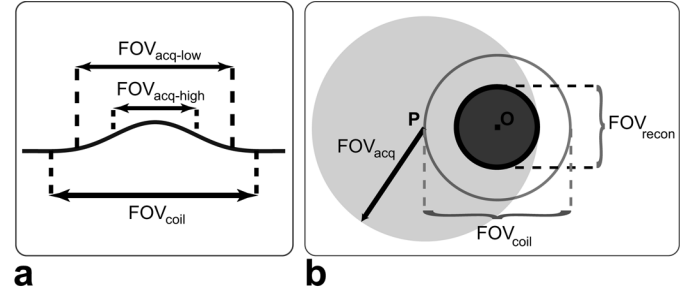 FOVacq-low
FOVacq-high
FOVcoil
a
P
O
FOVacq
FOVrecon
FOVcoil
b